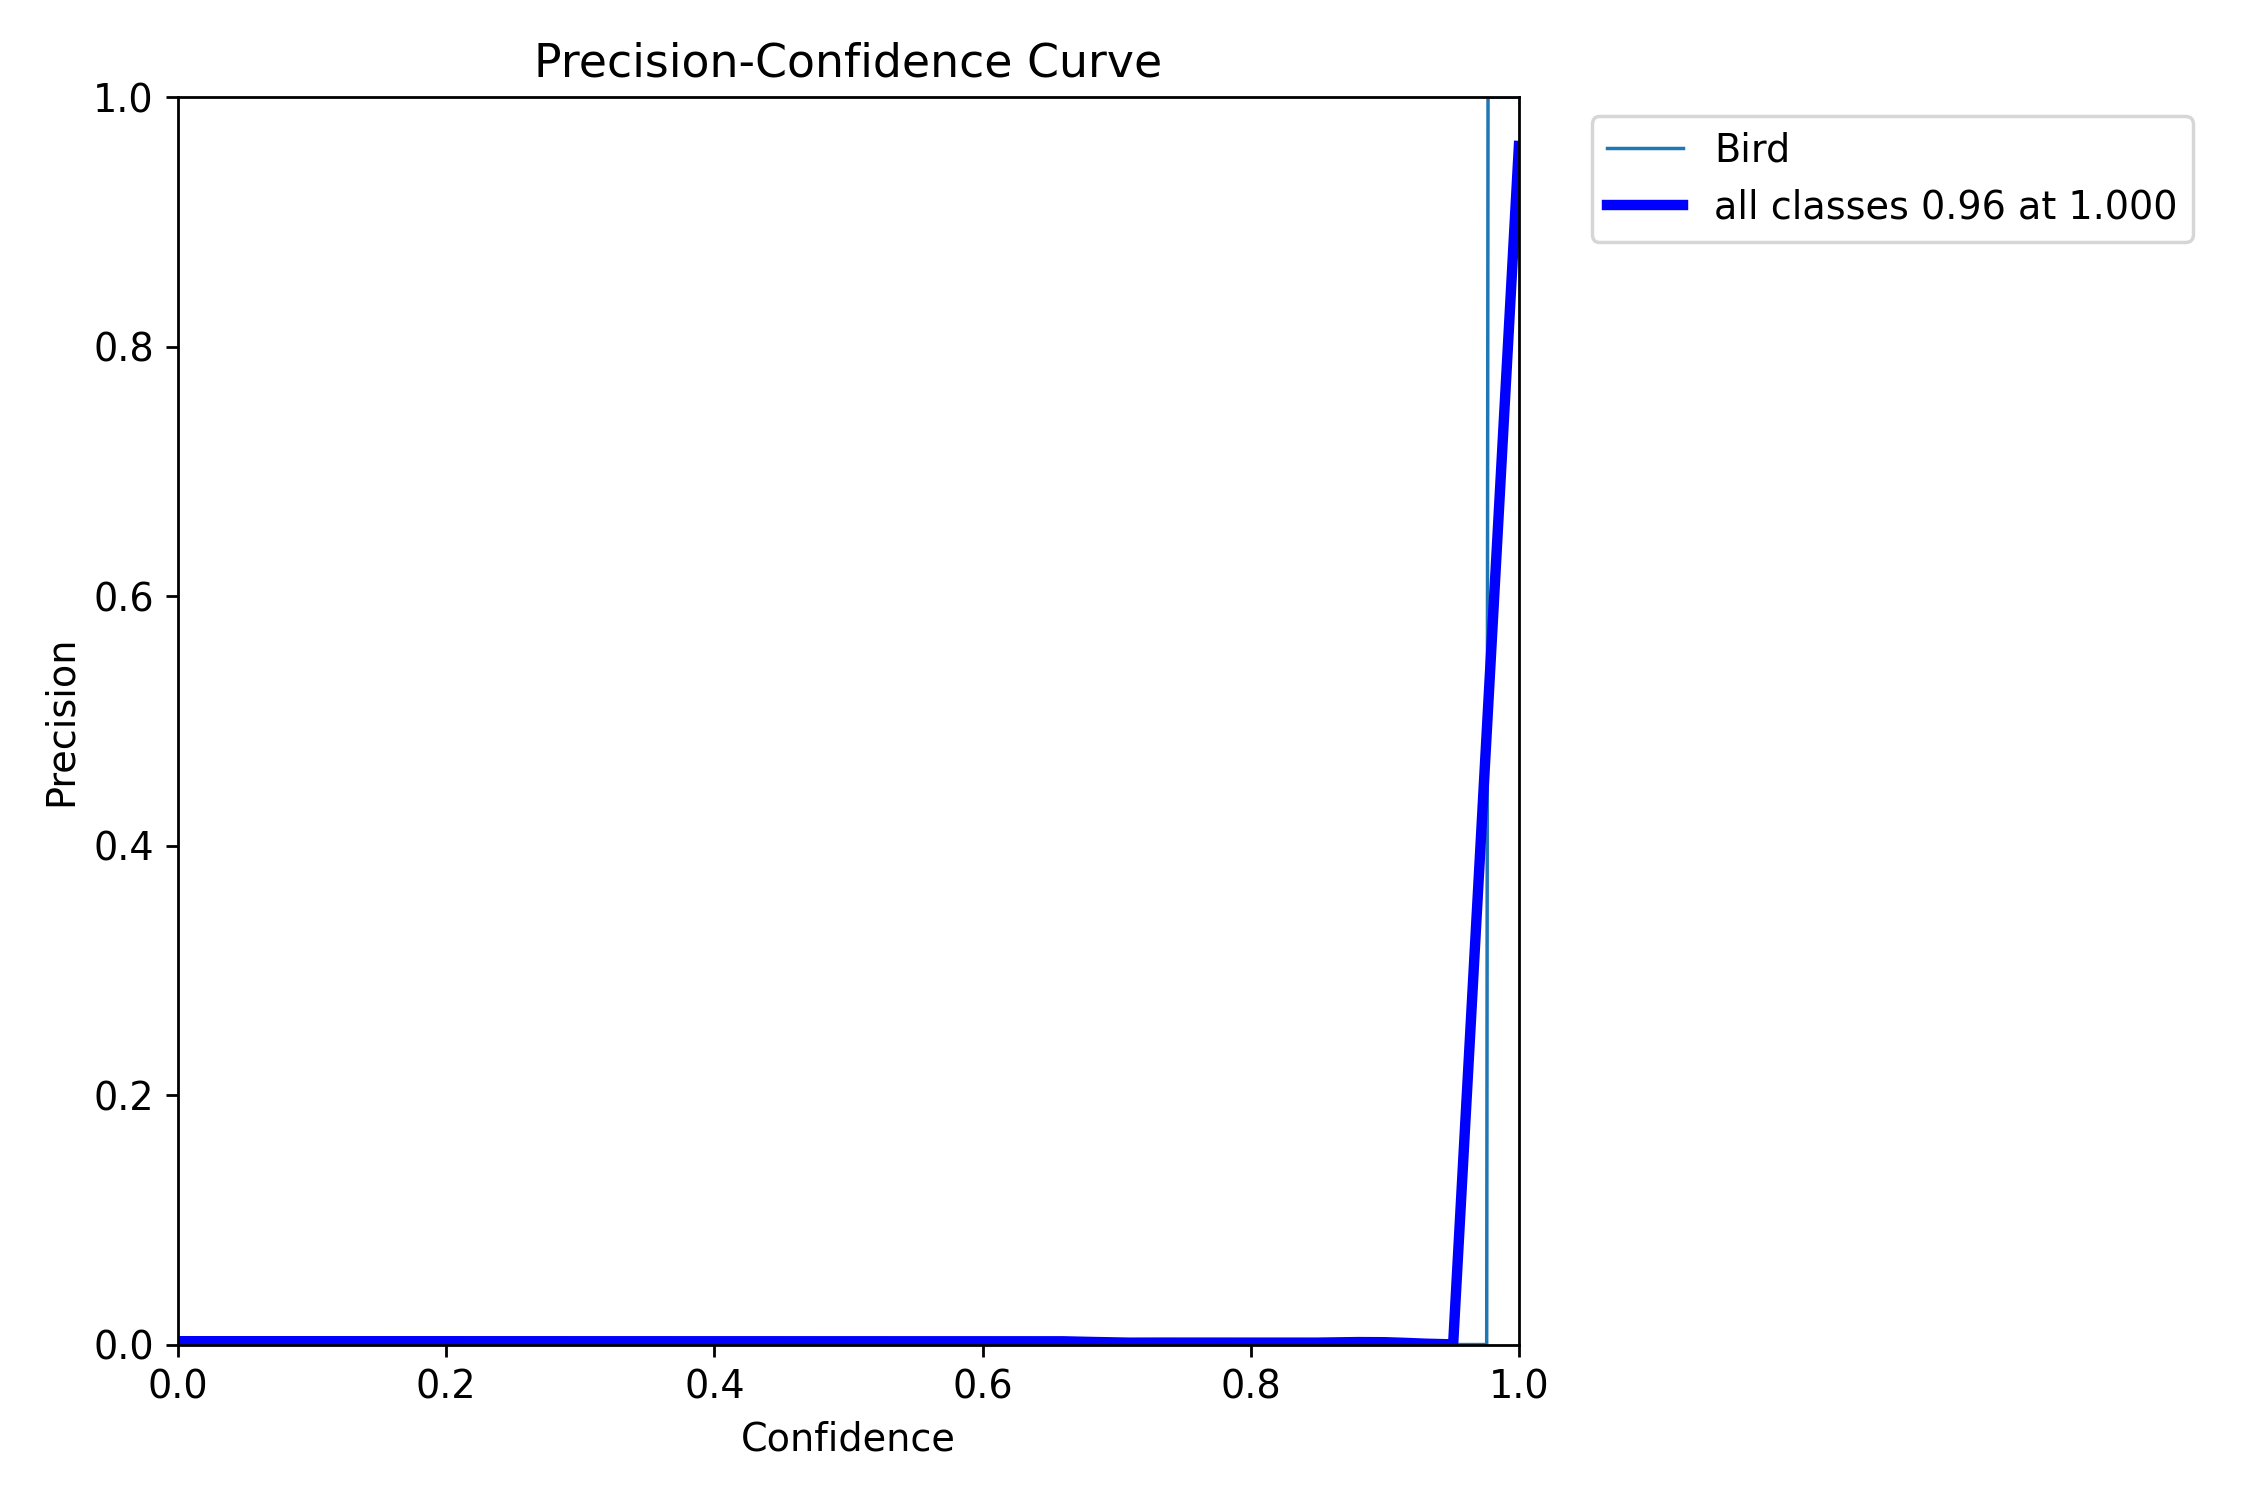 Precision-Confidence Curve
1.0
0.8
0.6
0.4
0.2
0.0
Precision
0.0 0.2 0.4 0.6 0.8 1.0
Confidence
Bird
all classes 0.96 at 1.000